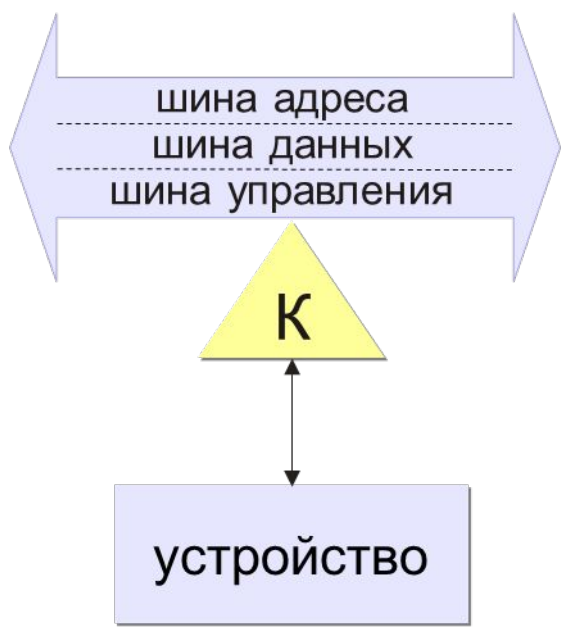 шина адреса
шина данных
шина управления
К
устройство